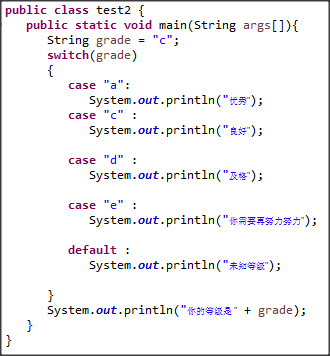 public class test2 {
public static void main(String args[]){
String grade = "c";
switch(grade)
{
case "a":
System.out.println("优秀");
case "c" :
System.out.println("良好");
case "d" :
System.out.println("及格");
case "e" :
System.out.println("你需要再努力努力");
default :
System.out.println("未知等级");
}
System.out.println("你的等级是" + grade);
}
}